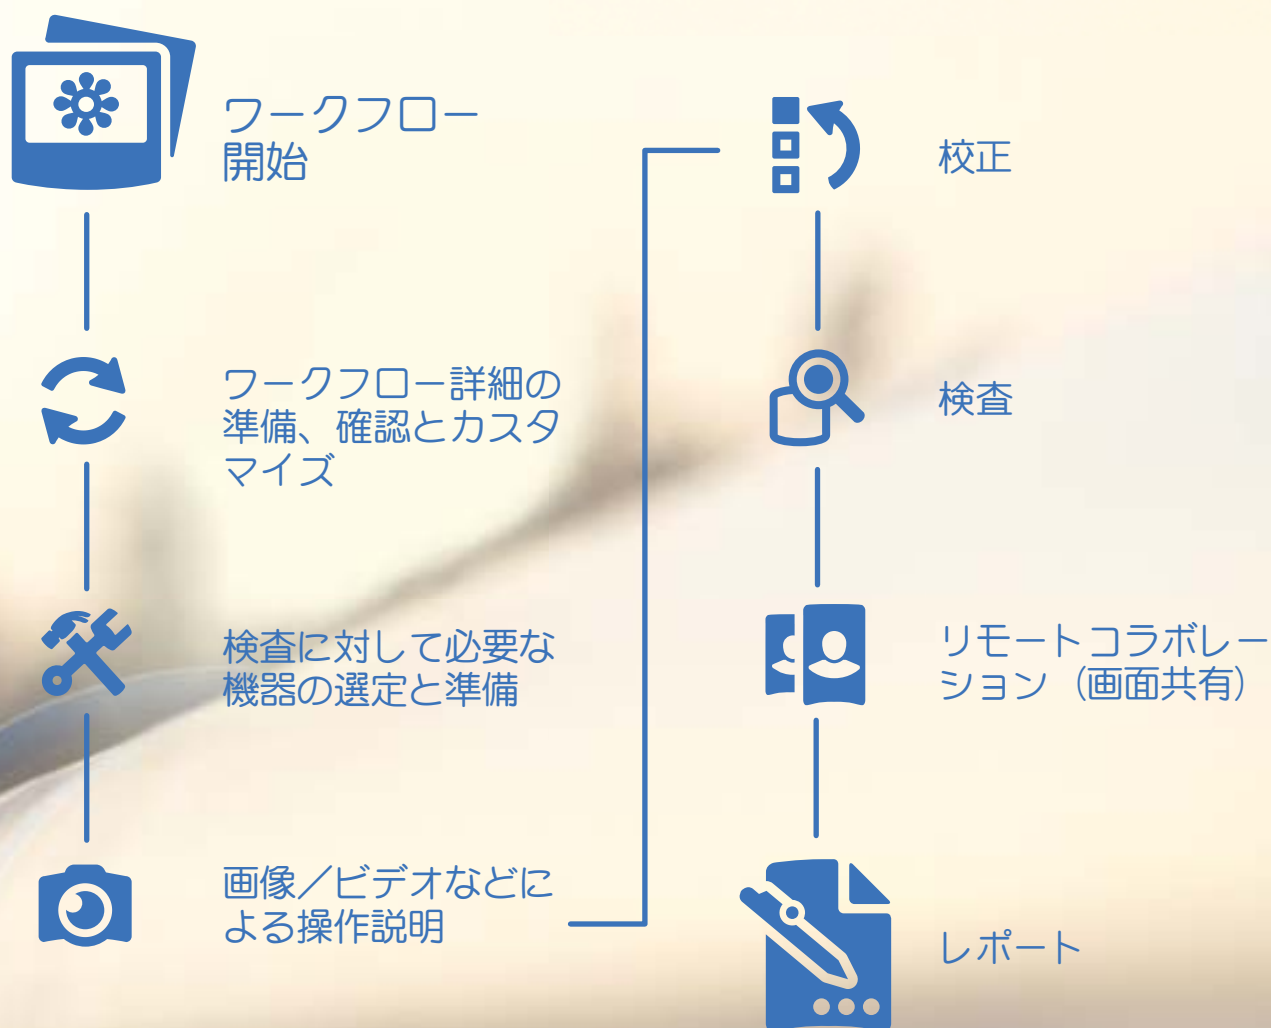 ワークフロー
開始
ワークフロー詳細の
準備、確認とカスタ
マイズ
検査に対して必要な
機器の選定と準備
画像／ビデオなどに
よる操作説明
校正
検査
リモートコラボレー
ション（画面共有）
レポート